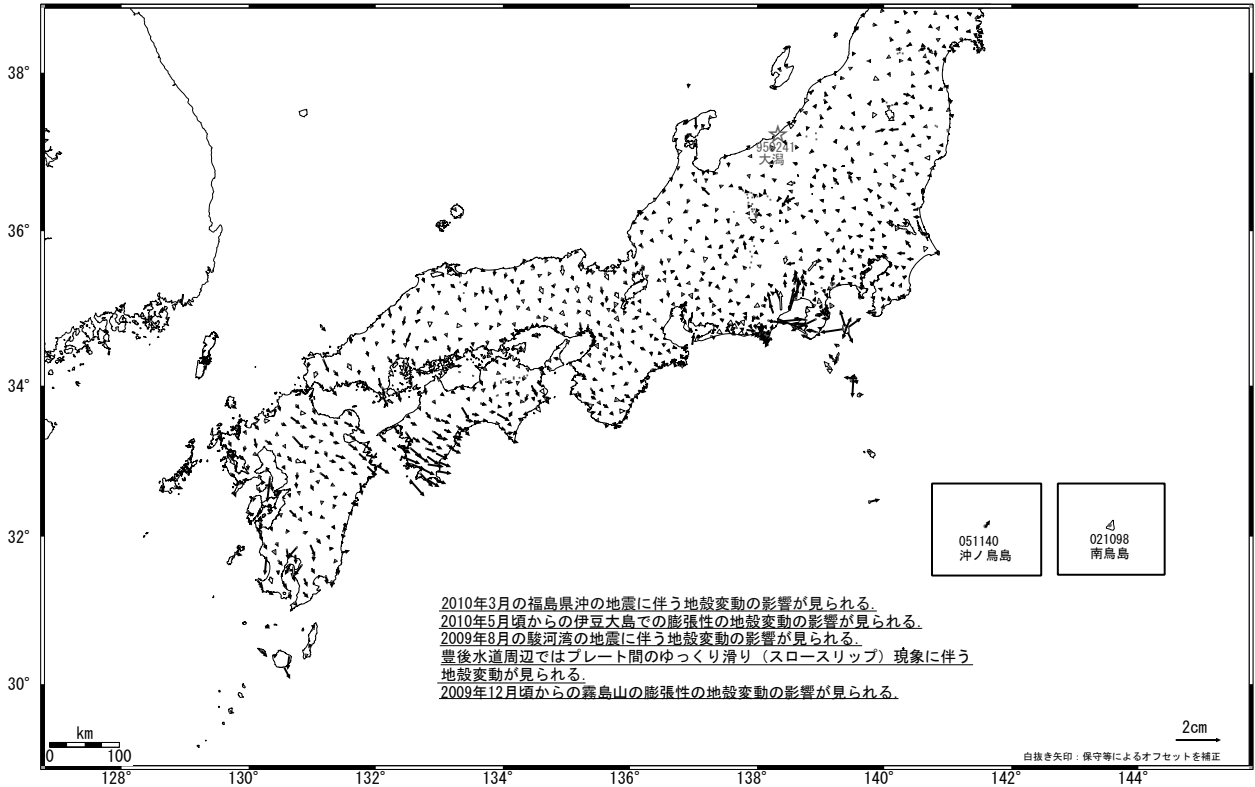 38°
36°
34°
32°
30°
950241
大潟
051140
沖ノ鳥島
021098
南鳥島
2010年3月の福島県沖の地震に伴う地殻変動の影響が見られる.
2010年5月頃からの伊豆大島での膨張性の地殻変動の影響が見られる.
2009年8月の駿河湾の地震に伴う地殻変動の影響が見られる.
豊後水道周辺ではプレート間のゆっくり滑り（スロースリップ）現象に伴う
地殻変動が見られる.
2009年12月頃からの霧島山の膨張性の地殻変動の影響が見られる.
km
0 100
2cm
白抜き矢印：保守等によるオフセットを補正
128° 130° 132° 134° 136° 138° 140° 142° 144°